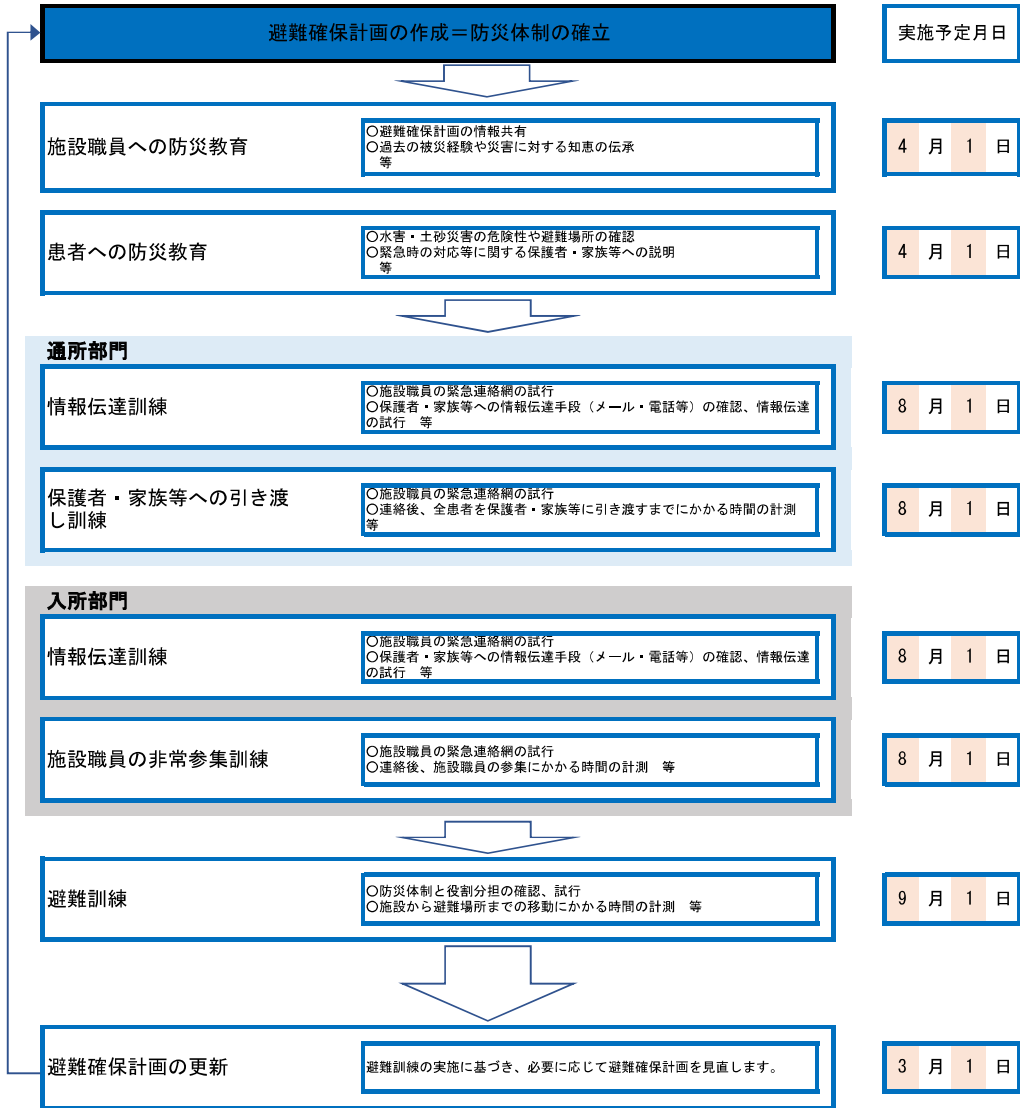 避難確保計画の作成＝防災体制の確立
実施予定月日
施設職員への防災教育
〇避難確保計画の情報共有
〇過去の被災経験や災害に対する知恵の伝承
等
4 月 1 日
患者への防災教育
〇水害・土砂災害の危険性や避難場所の確認
〇緊急時の対応等に関する保護者・家族等への説明
等
4 月 1 日
通所部門
情報伝達訓練
〇施設職員の緊急連絡網の試行
〇保護者・家族等への情報伝達手段（メール・電話等）の確認、情報伝達
の試行　等
8 月 1 日
保護者・家族等への引き渡
し訓練
〇施設職員の緊急連絡網の試行
〇連絡後、全患者を保護者・家族等に引き渡すまでにかかる時間の計測
等
8 月 1 日
入所部門
情報伝達訓練
〇施設職員の緊急連絡網の試行
〇保護者・家族等への情報伝達手段（メール・電話等）の確認、情報伝達
の試行　等
8 月 1 日
施設職員の非常参集訓練
〇施設職員の緊急連絡網の試行
〇連絡後、施設職員の参集にかかる時間の計測　等
8 月 1 日
避難訓練
〇防災体制と役割分担の確認、試行
〇施設から避難場所までの移動にかかる時間の計測　等
9 月 1 日
避難確保計画の更新
避難訓練の実施に基づき、必要に応じて避難確保計画を見直します。
3 月 1 日